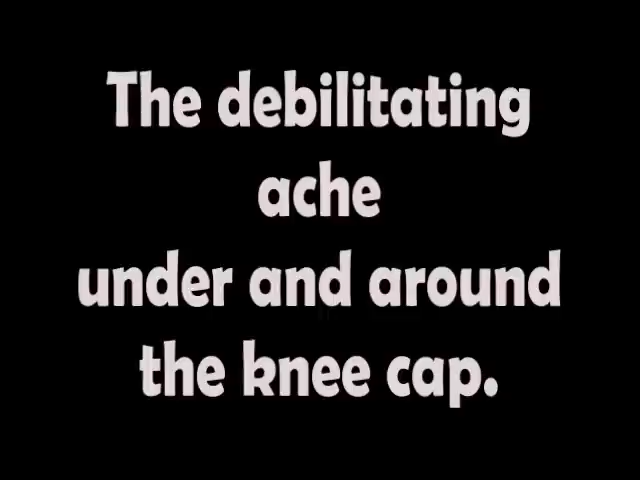 The debilitating
ache
under and around
the knee cap.